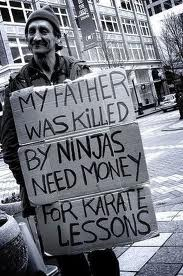 MY FATHER
WAS KILLED
BY NINJAS
NEED MONEY
FOR KARATE
LESSONS